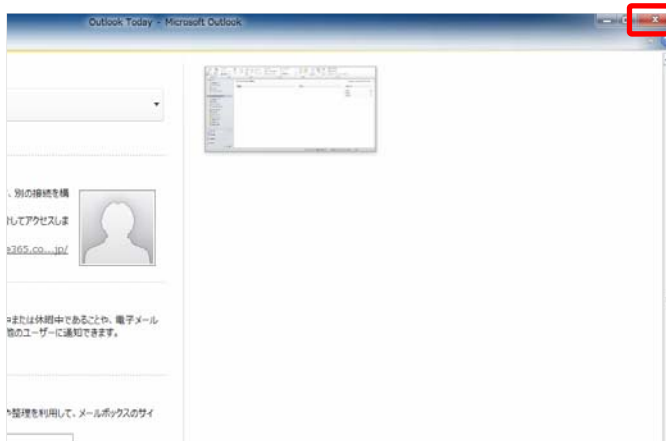 Outlook Today - Microsoft Outlook
、別の接続を構
してアクセスしま
e365.co...jp/
中または休暇中であることや、電子メール
他のユーザーに通知できます。
や整理を利用して、メールボックスのサイ